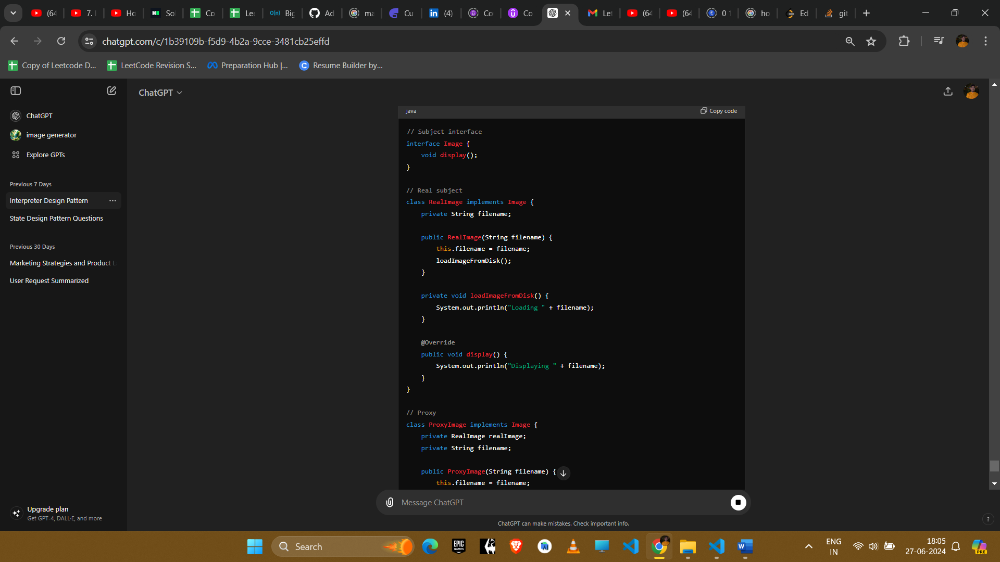 (64
7. I
Ho
So
Co
Lee
O(n) Big
Ad
ma
Cu
(4)
Co
Co
Let
(64
(64
0 1
ho
Ed
git
chatgpt.com/c/1b39109b-f5d9-4b2a-9cce-3481cb25effd
Copy of Leetcode D...
LeetCode Revision S...
Preparation Hub |...
Resume Builder by...
ChatGPT
ChatGPT
image generator
Explore GPTs
Previous 7 Days
Interpreter Design Pattern
State Design Pattern Questions
Previous 30 Days
Marketing Strategies and Product L
User Request Summarized
Upgrade plan
Get GPT-4, DALL·E, and more
java
Copy code
// Subject interface
interface Image {
void display();
}
// Real subject
class RealImage implements Image {
private String filename;
public RealImage(String filename) {
this.filename = filename;
loadImageFromDisk();
}
private void loadImageFromDisk() {
System.out.println("Loading " + filename);
}
@Override
public void display() {
System.out.println("Displaying " + filename);
}
}
// Proxy
class ProxyImage implements Image {
private RealImage realImage;
private String filename;
public ProxyImage(String filename) {
this.filename = filename;
Message ChatGPT
ChatGPT can make mistakes. Check important info.
?
Search
EPIC GAMES
ENG
IN
18:05
27-06-2024
PRE